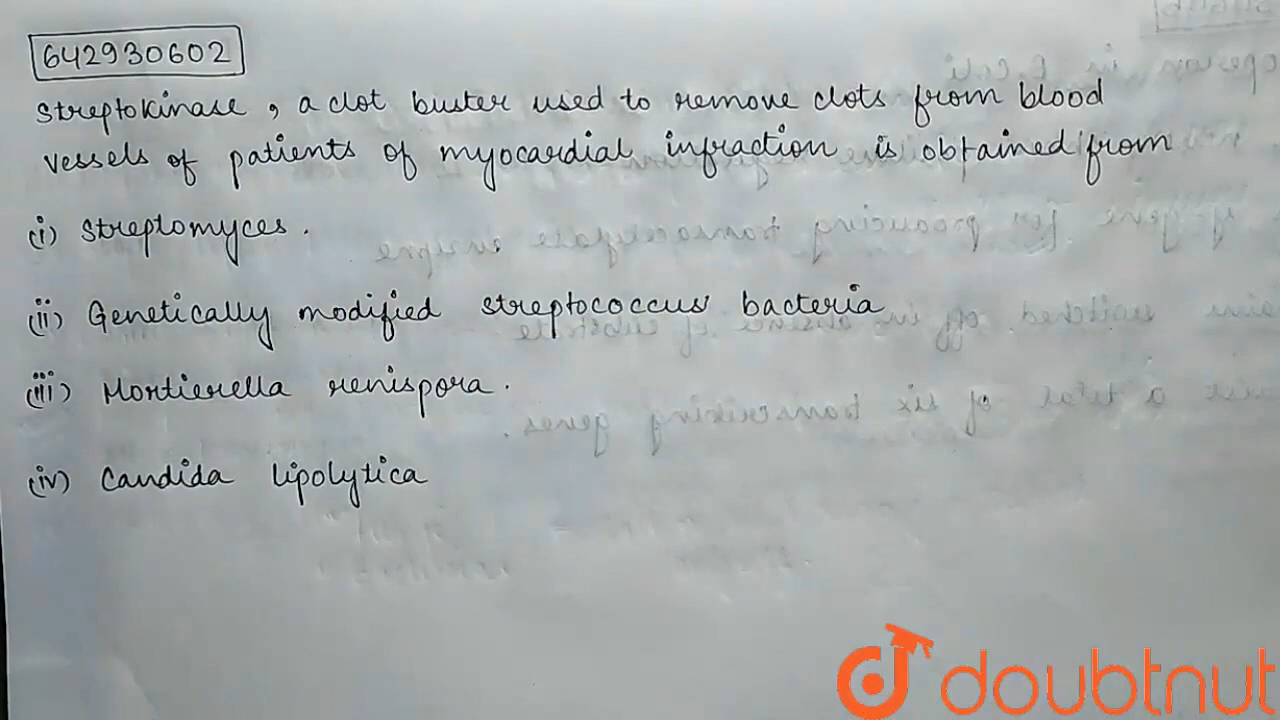 642930602
Streptokinase, a clot buster used to remove clots from blood
vessels of patients of myocardial infraction is obtained from
(i) Streptomyces.
(ii) Genetically modified streptococcus bacteria
(iii) Mortierella renispora.
(iv) Candida lipolytica
doubtnut